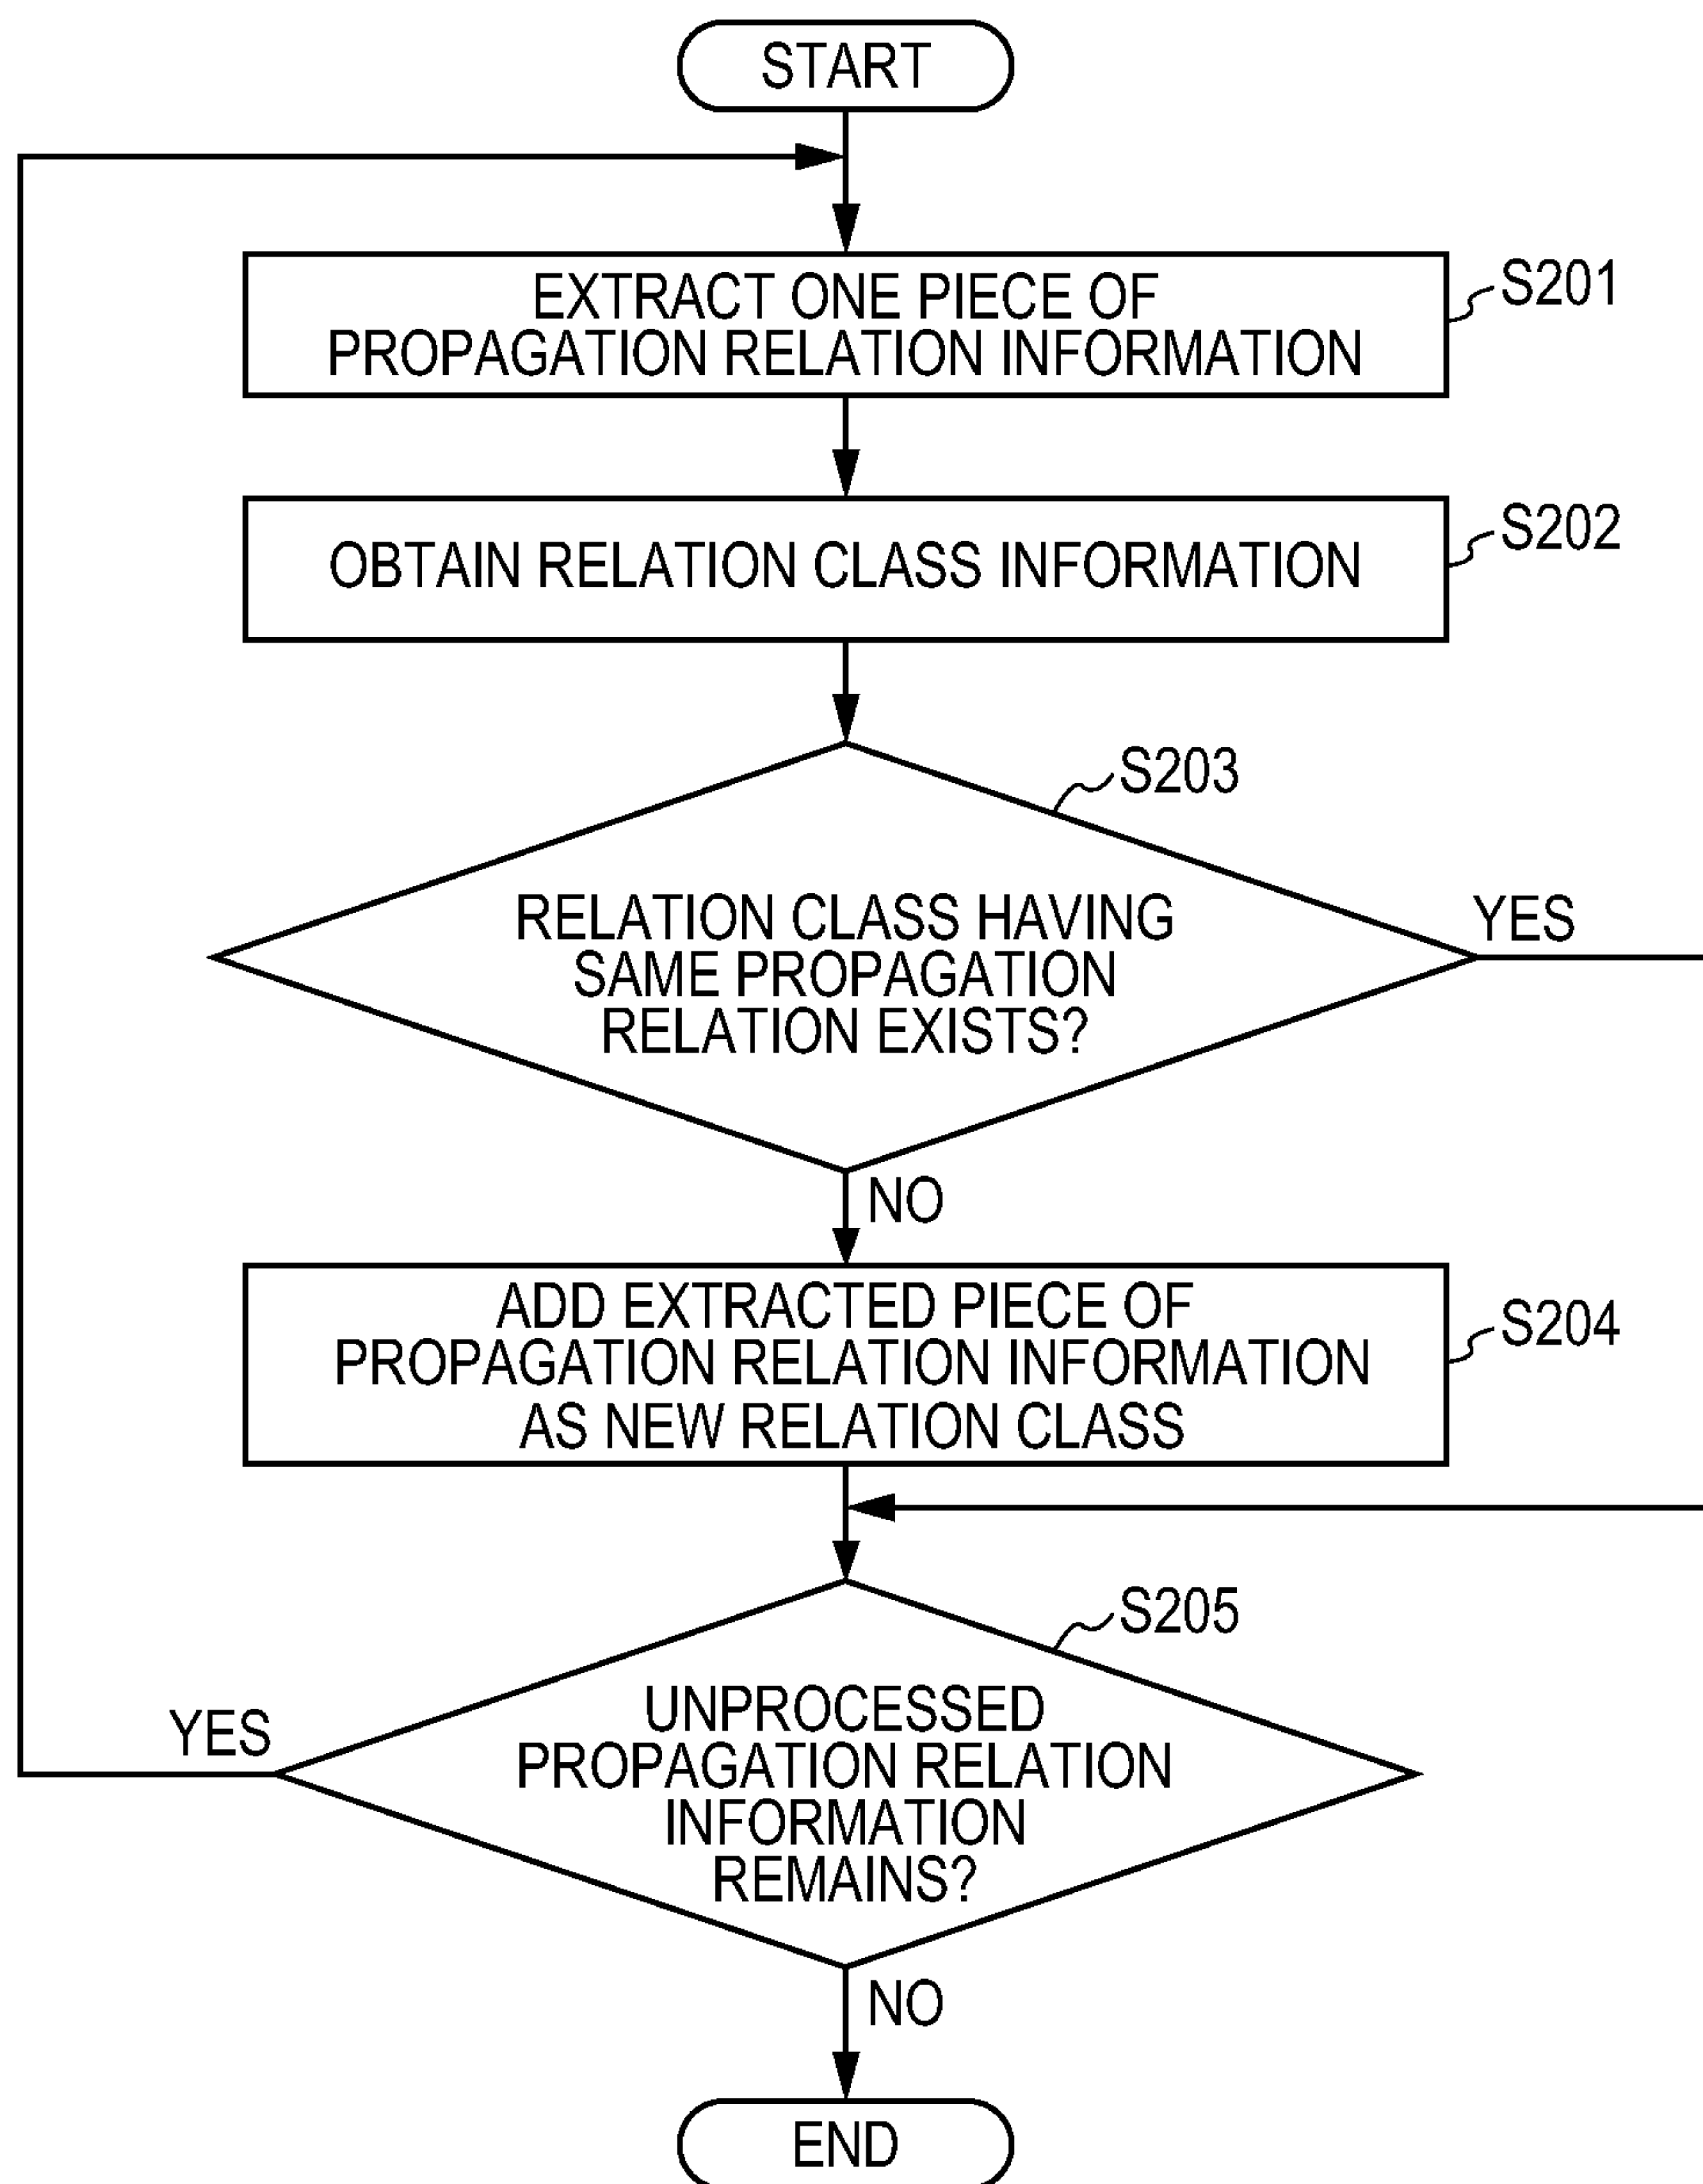 START
EXTRACT ONE PIECE OF
PROPAGATION RELATION INFORMATION
S201
OBTAIN RELATION CLASS INFORMATION
S202
S203
RELATION CLASS HAVING
SAME PROPAGATION
RELATION EXISTS?
YES
NO
ADD EXTRACTED PIECE OF
PROPAGATION RELATION INFORMATION
AS NEW RELATION CLASS
S204
S205
UNPROCESSED
PROPAGATION RELATION
INFORMATION
REMAINS?
YES
NO
END